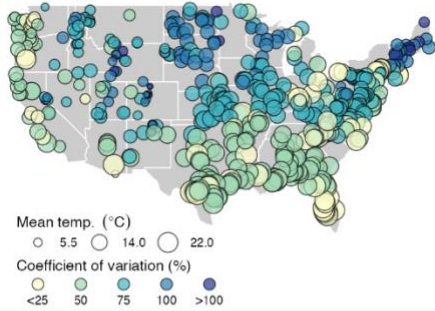 Mean temp. (°C)
5.5 14.0 22.0
Coefficient of variation (%)
<25 50 75 100 >100